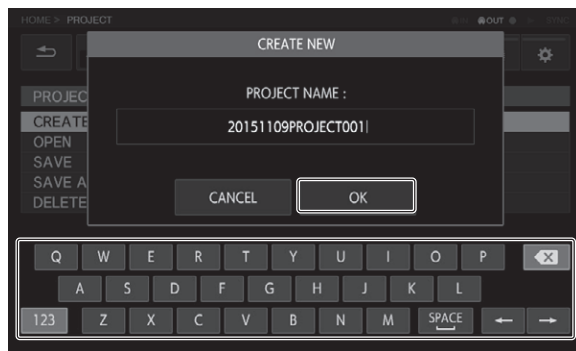 HOME > PROJECT OUT SYNC
CREATE NEW
PROJECT NAME :
20151109PROJECT001
CANCEL OK
PROJEC
CREATE
OPEN
SAVE
SAVE A
DELETE
Q W E R T Y U I O P
A S D F G H J K L
123 Z X C V B N M SPACE ← →